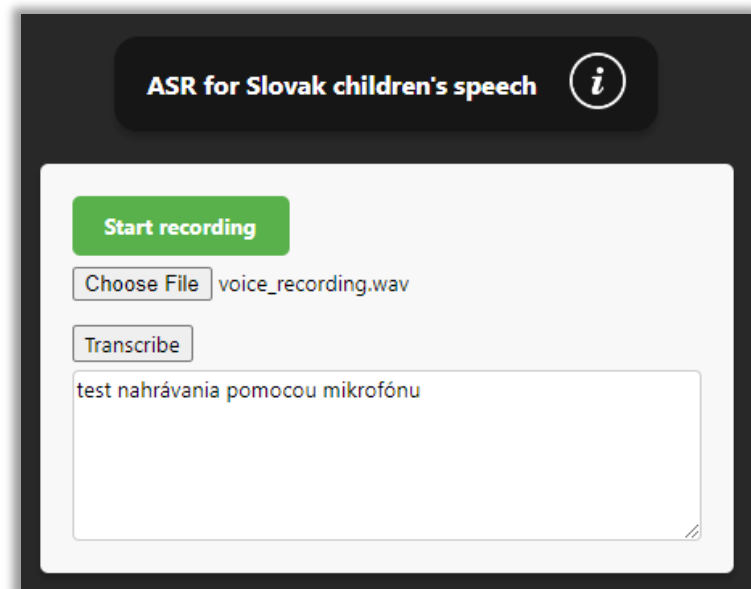 ASR for Slovak children's speech i
Start recording
Choose File voice_recording.wav
Transcribe
test nahrávania pomocou mikrofónu